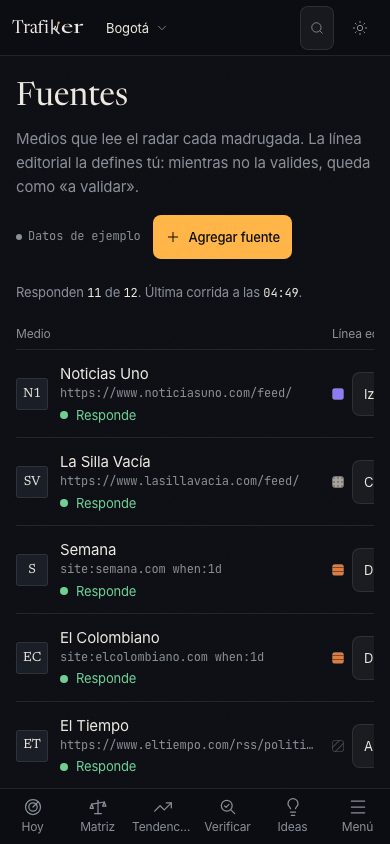 Trafiker Bogotá
Fuentes
Medios que lee el radar cada madrugada. La línea
editorial la defines tú: mientras no la valides, queda
como «a validar».
Datos de ejemplo
Agregar fuente
Responden 11 de 12. Última corrida a las 04:49.
Medio Línea ec
N1
Noticias Uno
https://www.noticiasuno.com/feed/
Responde
Iz
SV
La Silla Vacía
https://www.lasillavacia.com/feed/
Responde
C
S
Semana
site:semana.com when:1d
Responde
D
EC
El Colombiano
site:elcolombiano.com when:1d
Responde
D
ET
El Tiempo
https://www.eltiempo.com/rss/politi…
Responde
A
Hoy Matriz Tendenc… Verificar Ideas Menú